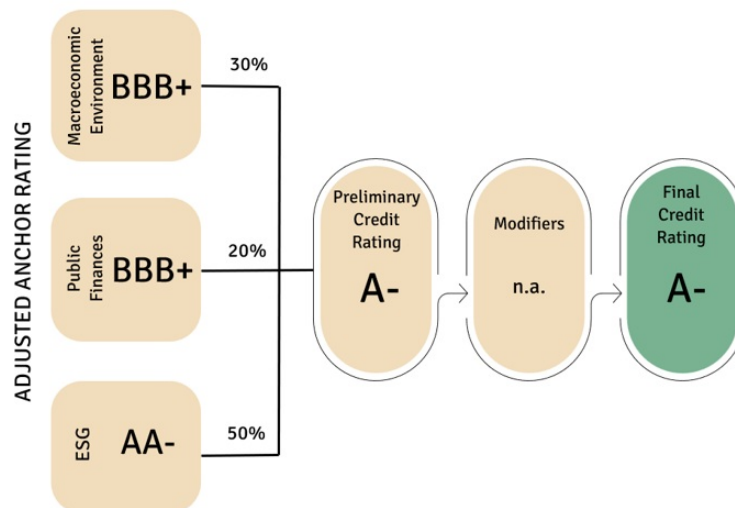 ADJUSTED ANCHOR RATING
Macroeconomic
Environment
BBB+
30%
Public
Finances
BBB+
20%
ESG
AA-
50%
Preliminary
Credit
Rating
A-
Modifiers
n.a.
Final
Credit
Rating
A-